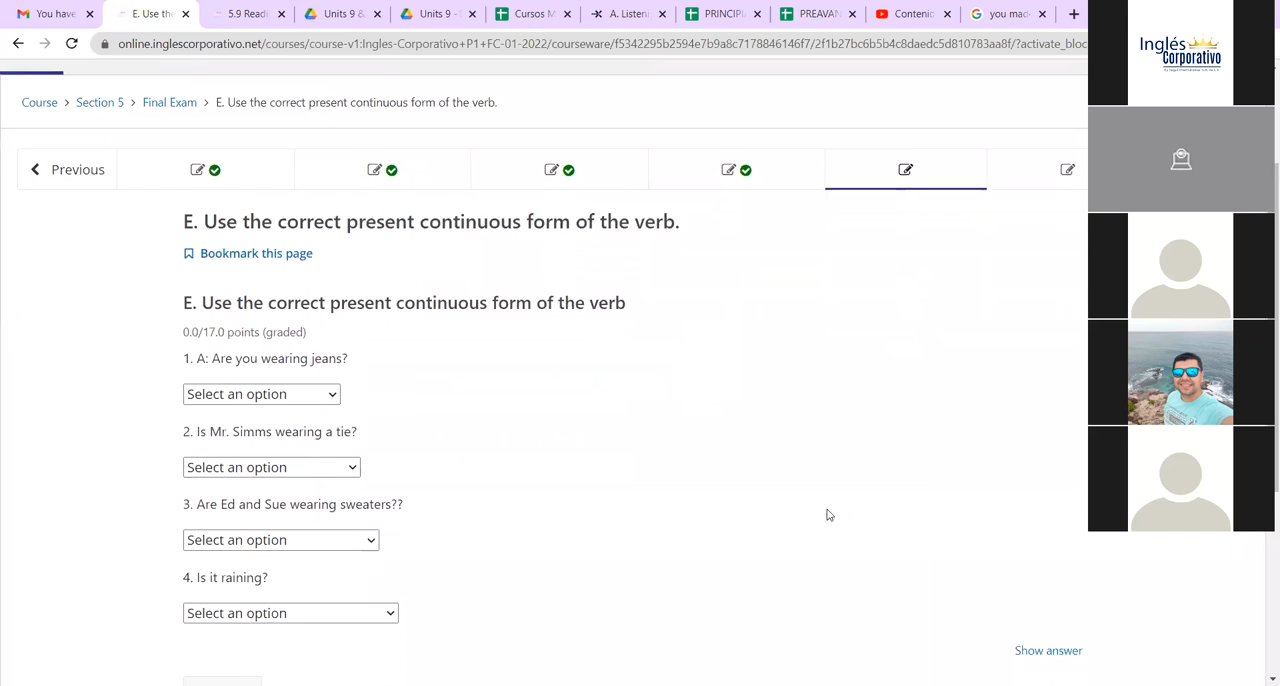 You have
E. Use the
5.9 Readi
Units 9 &
Units 9 -
Cursos M
A. Listeni
PRINCIPI
PREAVAN
Contenic
you mad
online.inglescorporativo.net/courses/course-v1:Ingles-Corporativo+P1+FC-01-2022/courseware/f5342295b2594e7b9a8c7178846146f7/2f1b27bc6b5b4c8daedc5d810783aa8f/?activate_bloc
Inglés
Corporativo
Course > Section 5 > Final Exam > E. Use the correct present continuous form of the verb.
Previous
E. Use the correct present continuous form of the verb.
Bookmark this page
E. Use the correct present continuous form of the verb
0.0/17.0 points (graded)
1. A: Are you wearing jeans?
Select an option
2. Is Mr. Simms wearing a tie?
Select an option
3. Are Ed and Sue wearing sweaters??
Select an option
4. Is it raining?
Select an option
Show answer